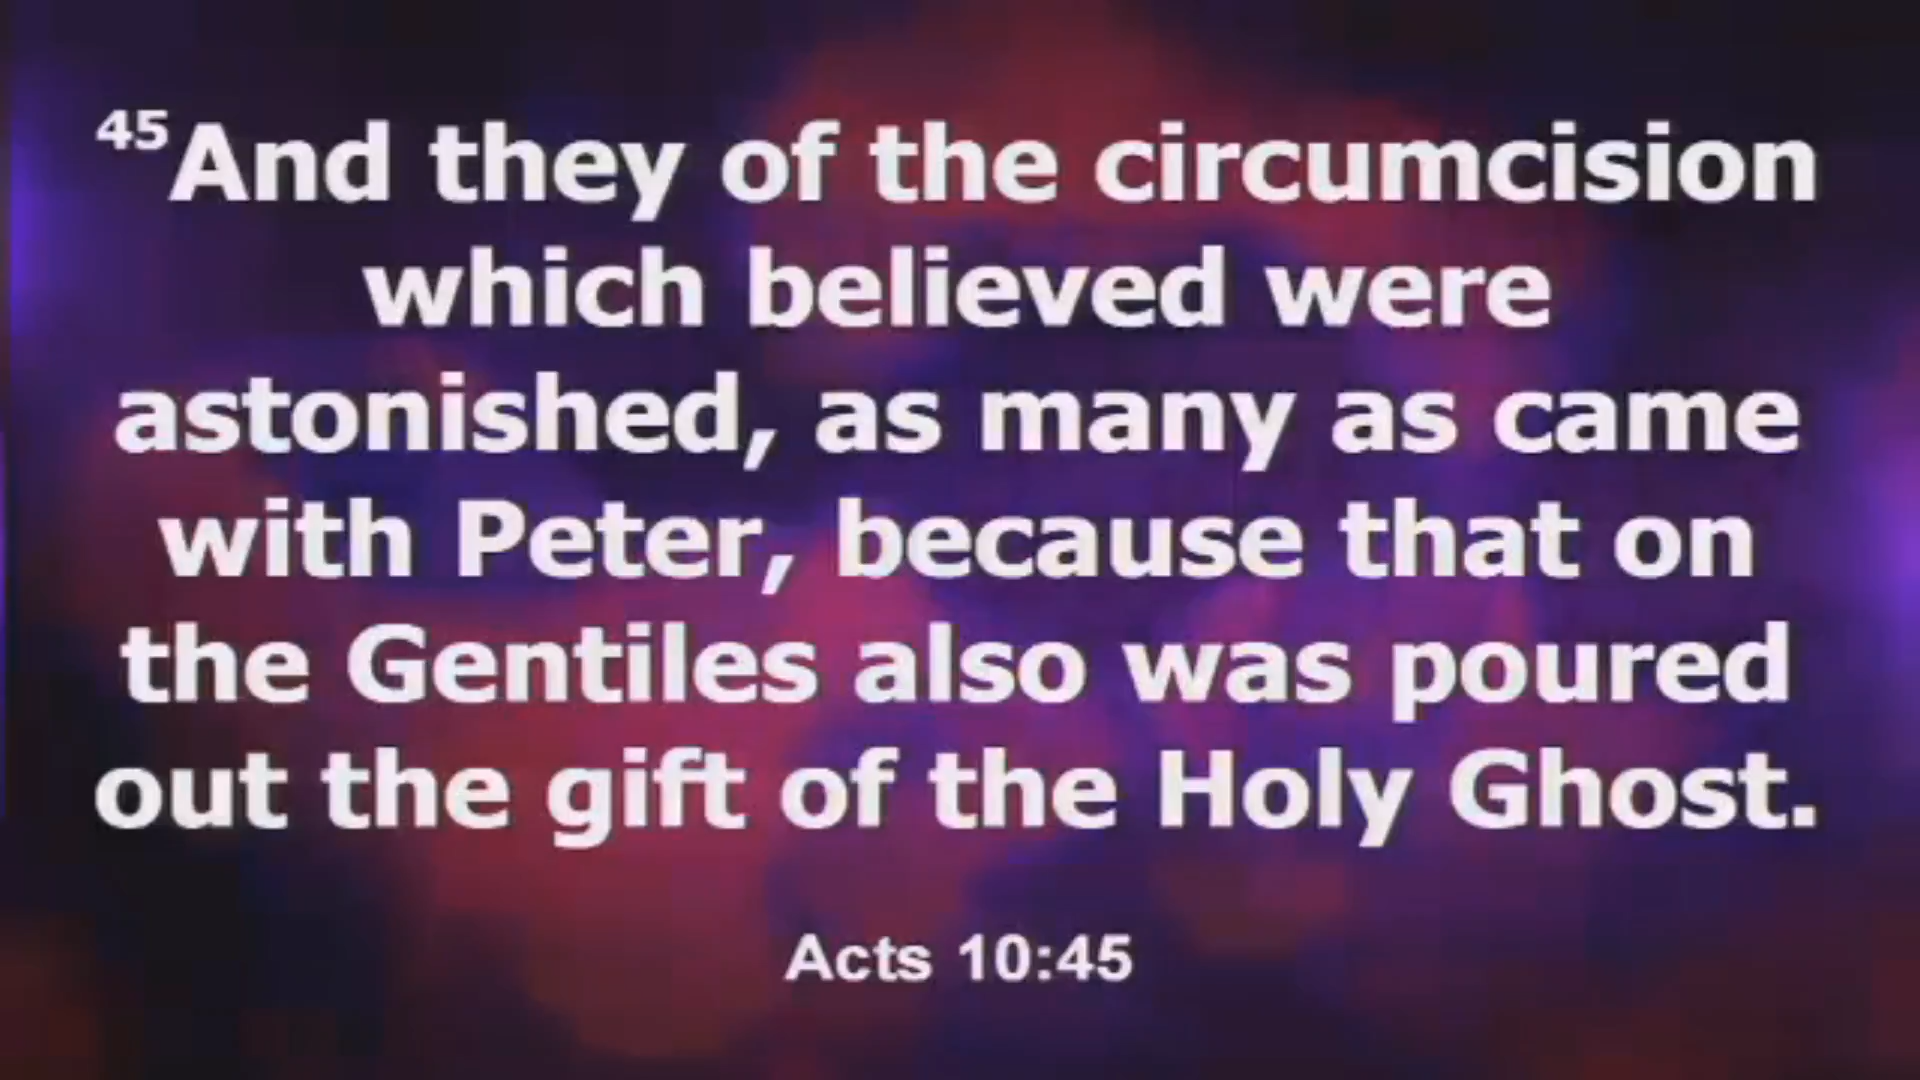 45And they of the circumcision
which believed were
astonished, as many as came
with Peter, because that on
the Gentiles also was poured
out the gift of the Holy Ghost.
Acts 10:45